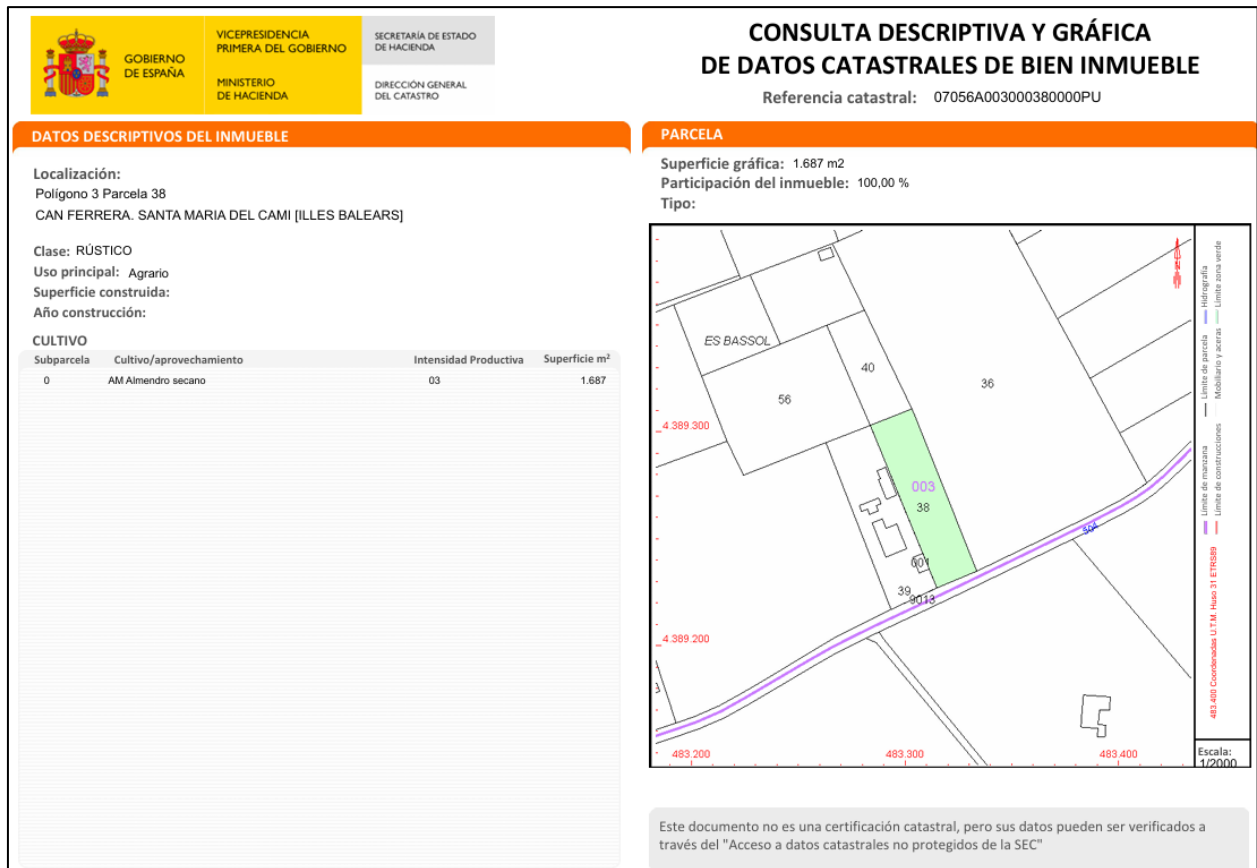 GOBIERNO
DE ESPAÑA
VICEPRESIDENCIA
PRIMERA DEL GOBIERNO
MINISTERIO
DE HACIENDA
SECRETARÍA DE ESTADO
DE HACIENDA
DIRECCIÓN GENERAL
DEL CATASTRO
CONSULTA DESCRIPTIVA Y GRÁFICA
DE DATOS CATASTRALES DE BIEN INMUEBLE
Referencia catastral: 07056A003000380000PU
DATOS DESCRIPTIVOS DEL INMUEBLE
Localización:
Polígono 3 Parcela 38
CAN FERRERA. SANTA MARIA DEL CAMI [ILLES BALEARS]
Clase: RÚSTICO
Uso principal: Agrario
Superficie construida:
Año construcción:
CULTIVO
Subparcela Cultivo/aprovechamiento Intensidad Productiva Superficie m²
0 AM Almendro secano 03 1.687
PARCELA
Superficie gráfica: 1.687 m2
Participación del inmueble: 100,00 %
Tipo:
ES BASSOL
40
36
56
4.389.300
003
38
001
39
9013
4.389.200
483.200 483.300 483.400
Límite de manzana Límite de parcela Hidrografía
Límite de construcciones Mobiliario y aceras Límite zona verde
483.400 Coordenadas U.T.M. Huso 31 ETRS89
Escala:
1/2000
Este documento no es una certificación catastral, pero sus datos pueden ser verificados a
través del "Acceso a datos catastrales no protegidos de la SEC"